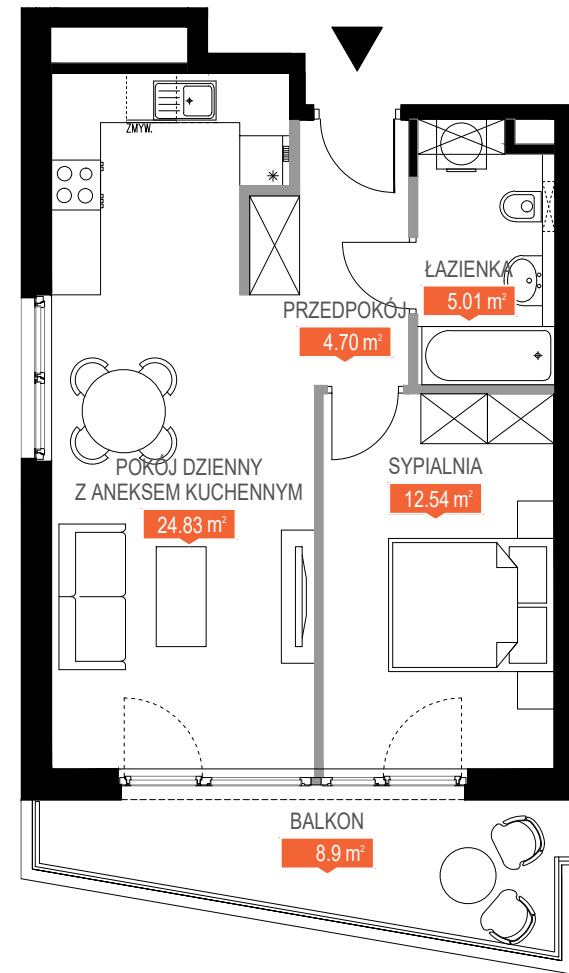 ZMYW.
ŁAZIENKA
5.01 m²
PRZEDPOKÓJ
4.70 m²
POKÓJ DZIENNY
Z ANEKSEM KUCHENNYM
24.83 m²
SYPIALNIA
12.54 m²
BALKON
8.9 m²